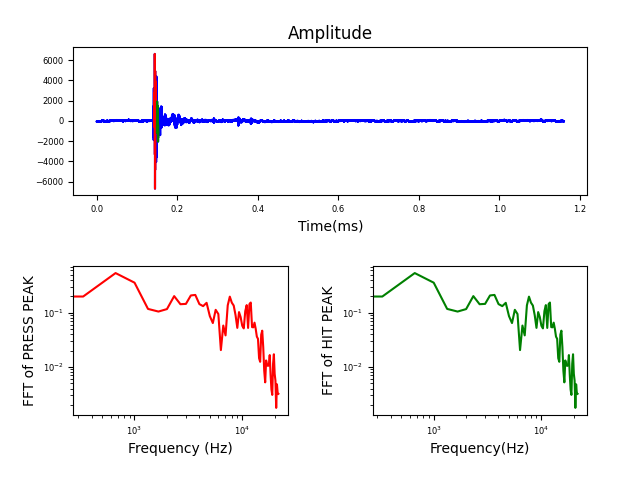 Amplitude
6000
4000
2000
0
−2000
−4000
−6000
0.0 0.2 0.4 0.6 0.8 1.0 1.2
Time(ms)
FFT of PRESS PEAK
10⁻¹
10⁻²
10³ 10⁴
Frequency (Hz)
FFT of HIT PEAK
10⁻¹
10⁻²
10³ 10⁴
Frequency(Hz)